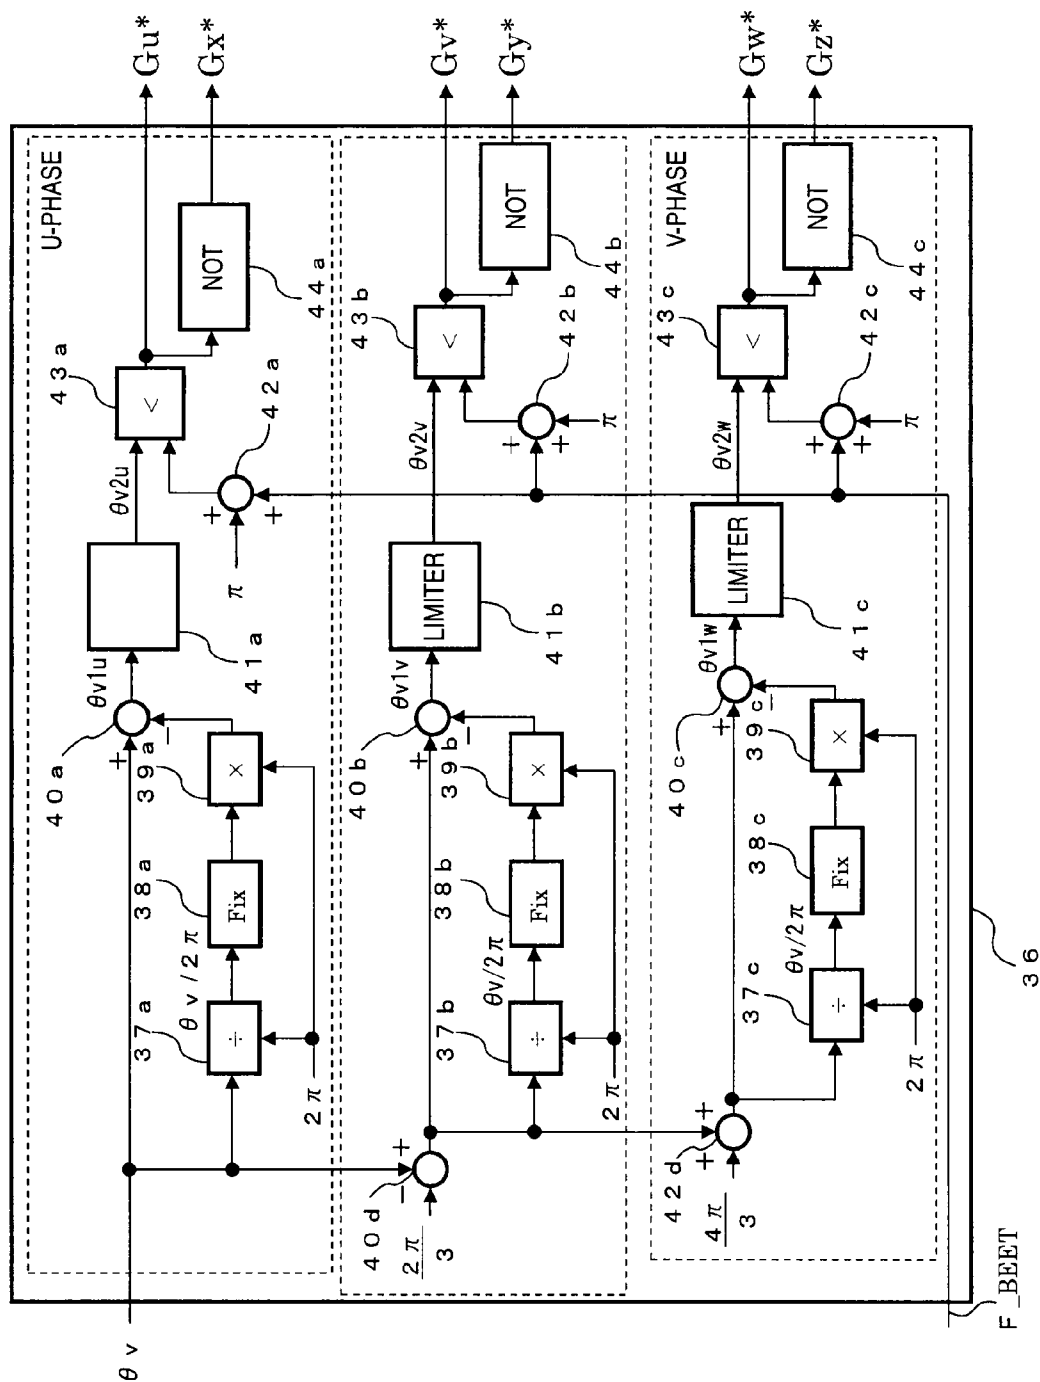 θv
F_BEET
36
U-PHASE
40a
θv1u
41a
θv2u
43a
Gu*
Gx*
37a
θv/2π
38a
39a
+
−
÷
Fix
×
2π
π
+
+
42a
<
NOT
44a
40d
2π/3
−
+
40b
θv1v
LIMITER
41b
θv2v
43b
Gv*
Gy*
37b
θv/2π
38b
39b
+
−
÷
Fix
×
2π
π
+
+
42b
<
NOT
44b
V-PHASE
42d
4π/3
+
+
40c
θv1w
LIMITER
41c
θv2w
43c
Gw*
Gz*
37c
θv/2π
38c
39c
+
−
÷
Fix
×
2π
π
+
+
42c
<
NOT
44c